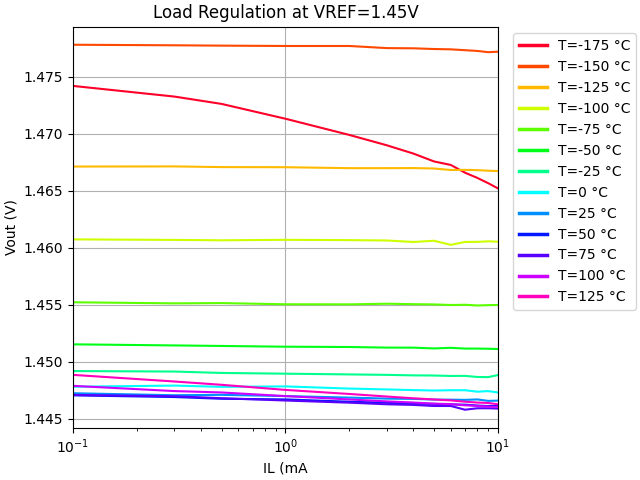 Load Regulation at VREF=1.45V
1.475
1.470
1.465
1.460
1.455
1.450
1.445
Vout (V)
10⁻¹
10⁰
10¹
IL (mA
T=-175 °C
T=-150 °C
T=-125 °C
T=-100 °C
T=-75 °C
T=-50 °C
T=-25 °C
T=0 °C
T=25 °C
T=50 °C
T=75 °C
T=100 °C
T=125 °C